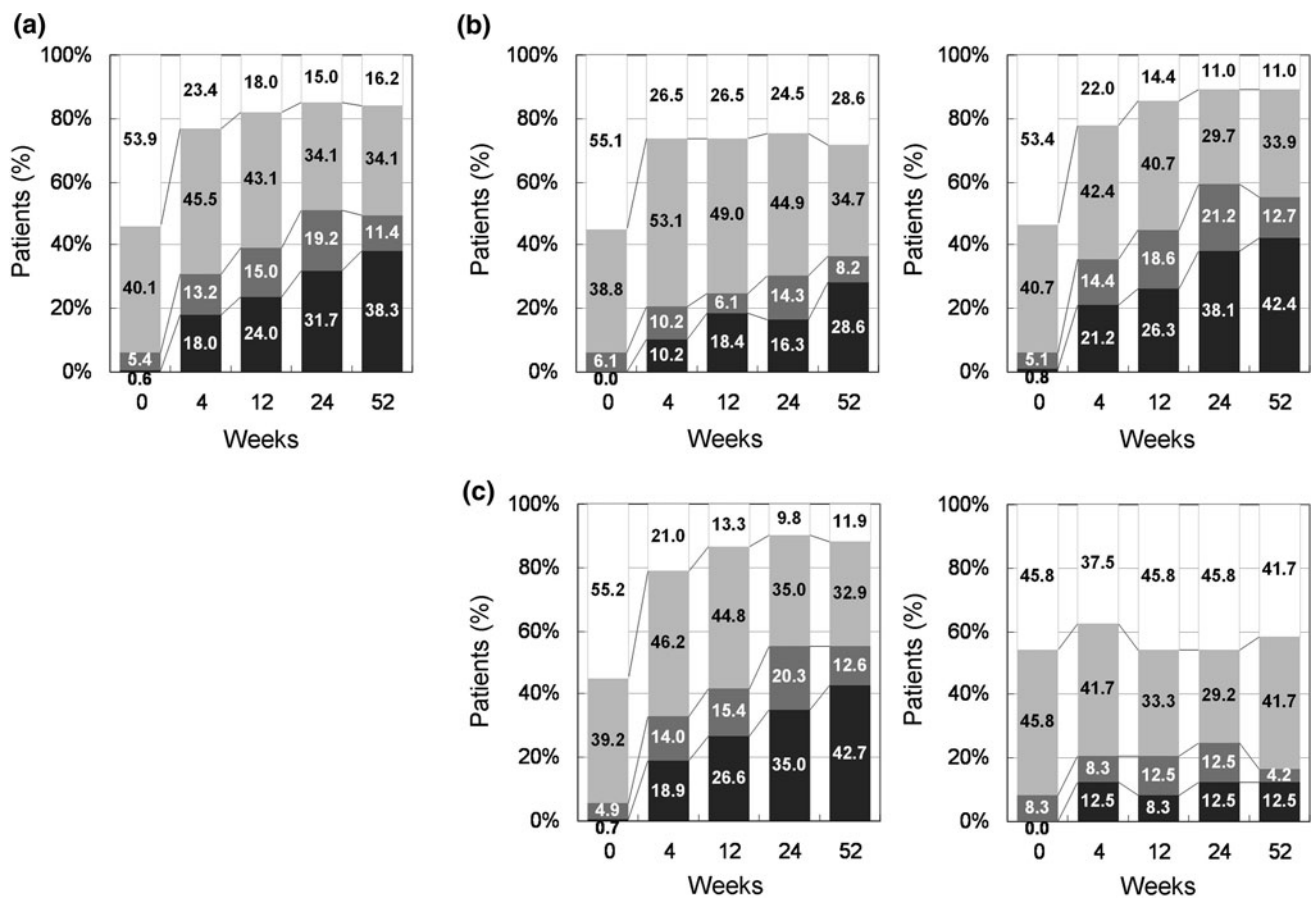 (a)
100%
80%
60%
40%
20%
0%
Patients (%)
53.9 23.4 18.0 15.0 16.2
40.1 45.5 43.1 34.1 34.1
5.4 13.2 15.0 19.2 11.4
0.6 18.0 24.0 31.7 38.3
0 4 12 24 52
Weeks
(b)
100%
80%
60%
40%
20%
0%
Patients (%)
55.1 26.5 26.5 24.5 28.6
38.8 53.1 49.0 44.9 34.7
6.1 10.2 6.1 14.3 8.2
0.0 10.2 18.4 16.3 28.6
0 4 12 24 52
Weeks
100%
80%
60%
40%
20%
0%
Patients (%)
53.4 22.0 14.4 11.0 11.0
40.7 42.4 40.7 29.7 33.9
5.1 14.4 18.6 21.2 12.7
0.8 21.2 26.3 38.1 42.4
0 4 12 24 52
Weeks
(c)
100%
80%
60%
40%
20%
0%
Patients (%)
55.2 21.0 13.3 9.8 11.9
39.2 46.2 44.8 35.0 32.9
4.9 14.0 15.4 20.3 12.6
0.7 18.9 26.6 35.0 42.7
0 4 12 24 52
Weeks
100%
80%
60%
40%
20%
0%
Patients (%)
45.8 37.5 45.8 45.8 41.7
45.8 41.7 33.3 29.2 41.7
8.3 8.3 12.5 12.5 4.2
0.0 12.5 8.3 12.5 12.5
0 4 12 24 52
Weeks